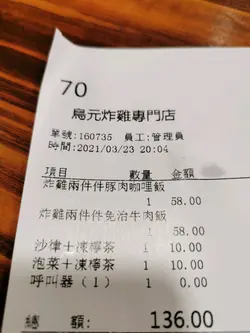 70
鳥元炸雞專門店
單號:160735 員工:管理員
時間:2021/03/23 20:04
項目 數量 金額
炸雞兩件件豚肉咖哩飯
1 58.00
炸雞兩件件免治牛肉飯
1 58.00
沙律＋凍檸茶 1 10.00
泡菜＋凍檸茶 1 10.00
呼叫器（1） 1 0.00
總 額: 136.00